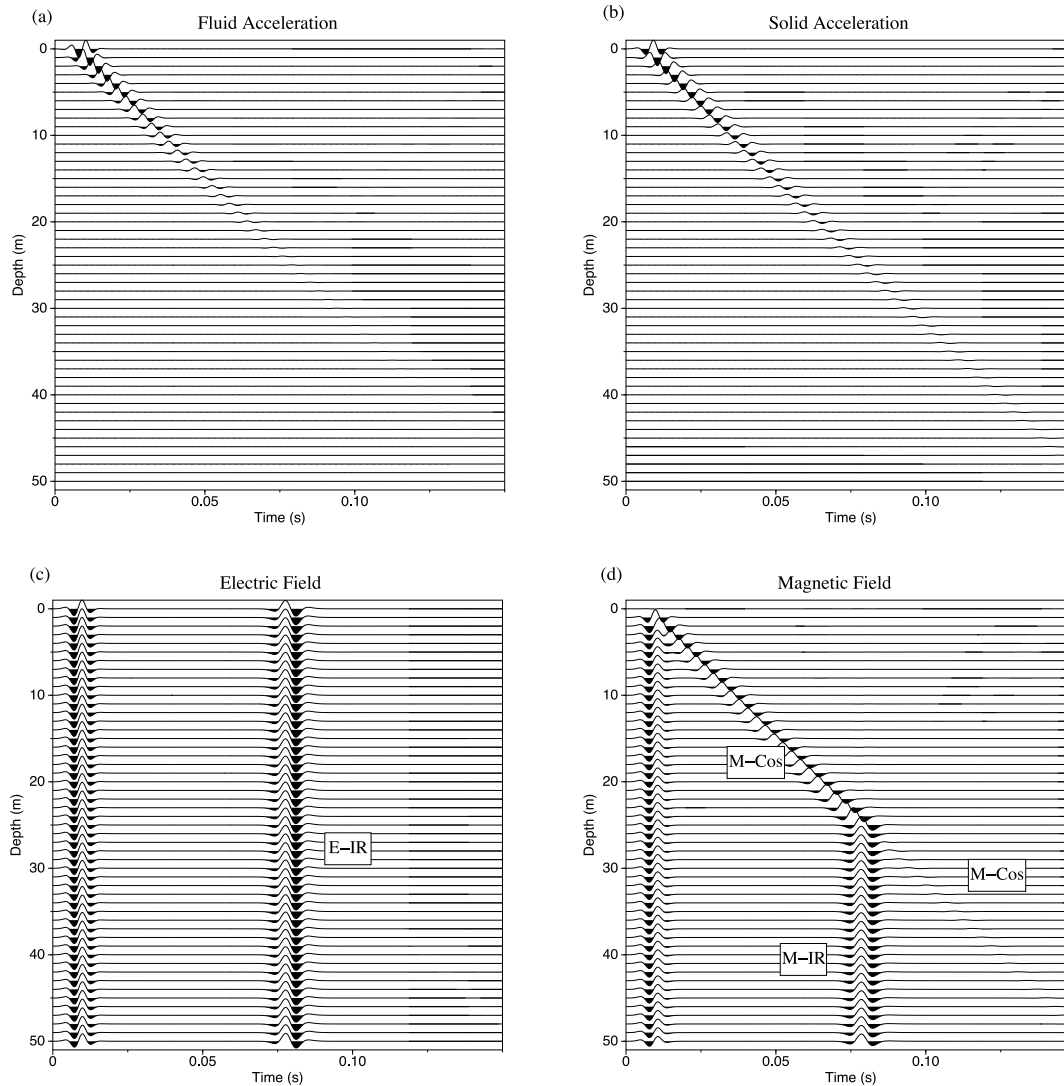 (a)
Fluid Acceleration
0
10
20
30
40
50
Depth (m)
0
0.05
0.10
Time (s)
(b)
Solid Acceleration
0
10
20
30
40
50
Depth (m)
0
0.05
0.10
Time (s)
(c)
Electric Field
0
10
20
30
40
50
Depth (m)
E−IR
0
0.05
0.10
Time (s)
(d)
Magnetic Field
0
10
20
30
40
50
Depth (m)
M−Cos
M−Cos
M−IR
0
0.05
0.10
Time (s)